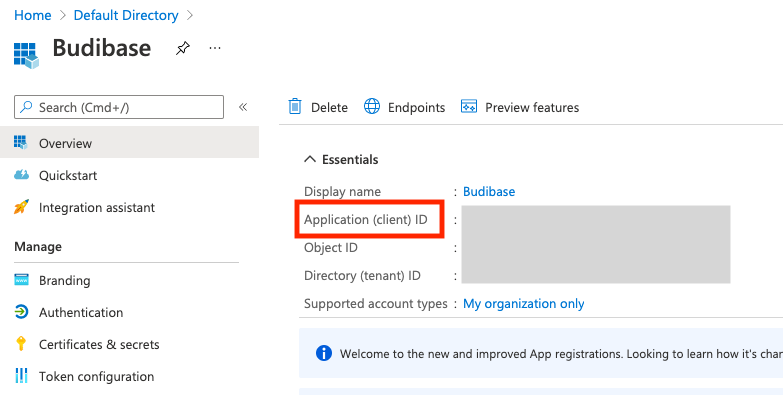 Home > Default Directory >
Budibase
Search (Cmd+/)
«
Overview
Quickstart
Integration assistant
Manage
Branding
Authentication
Certificates & secrets
Token configuration
Delete Endpoints Preview features
Essentials
Display name : Budibase
Application (client) ID :
Object ID :
Directory (tenant) ID :
Supported account types : My organization only
Welcome to the new and improved App registrations. Looking to learn how it's chan